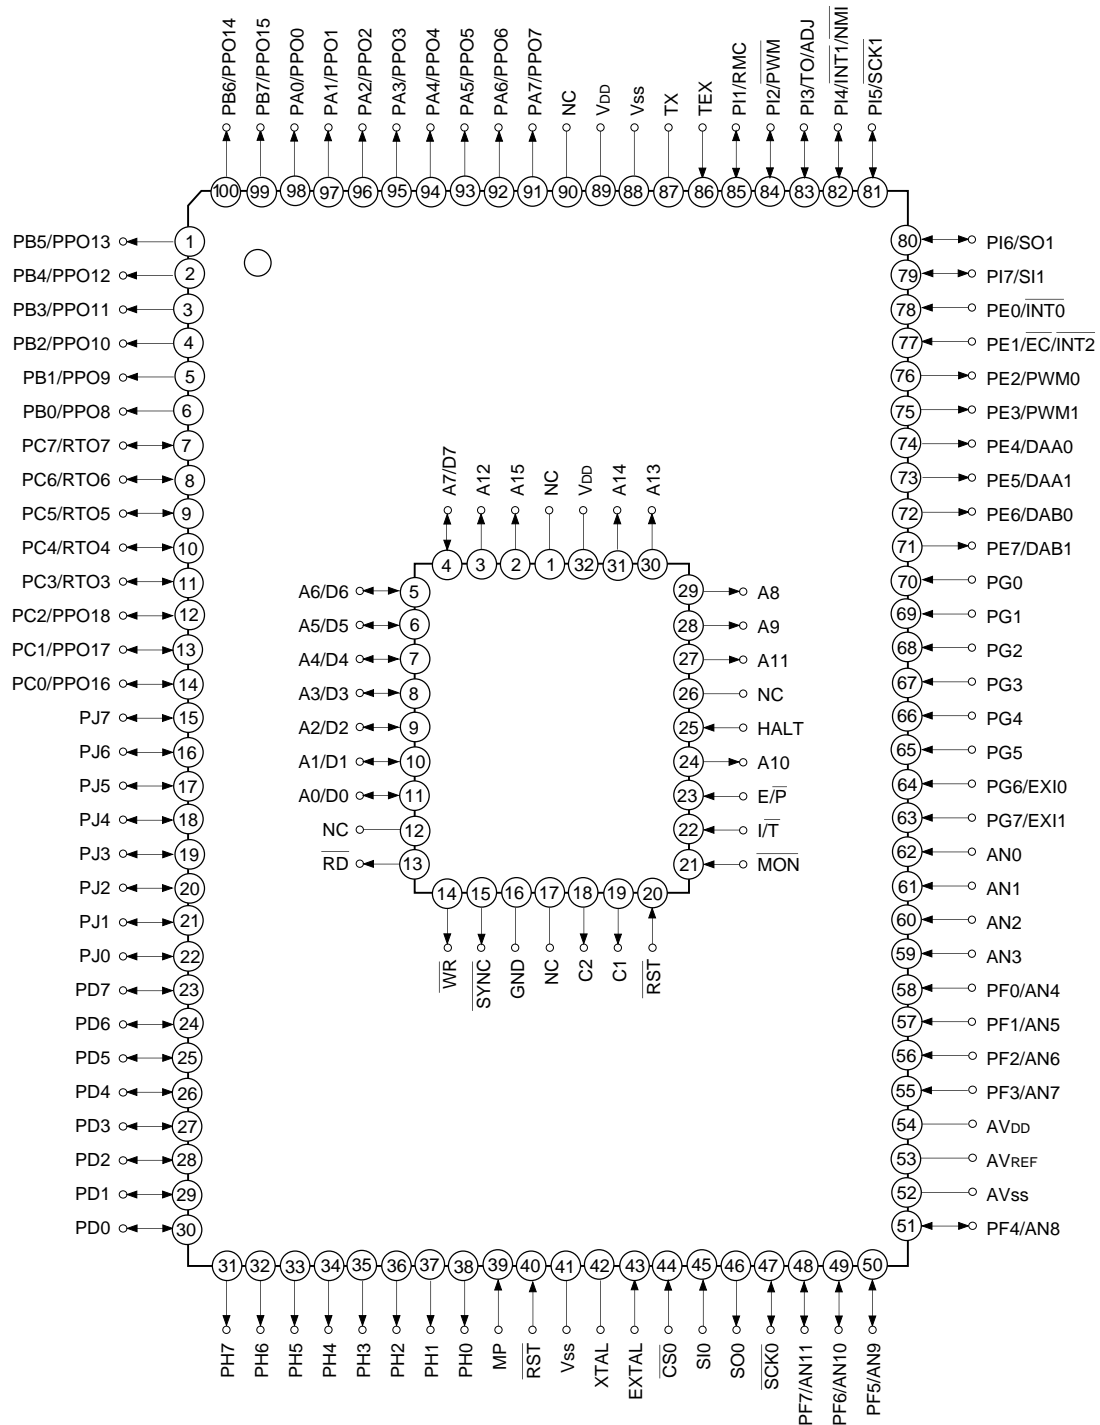 PB6/PPO14
PB7/PPO15
PA0/PPO0
PA1/PPO1
PA2/PPO2
PA3/PPO3
PA4/PPO4
PA5/PPO5
PA6/PPO6
PA7/PPO7
NC
VDD
Vss
TX
TEX
PI1/RMC
PI2/PWM
PI3/TO/ADJ
PI4/INT1/NMI
PI5/SCK1
100 99 98 97 96 95 94 93 92 91 90 89 88 87 86 85 84 83 82 81
PB5/PPO13 1
PB4/PPO12 2
PB3/PPO11 3
PB2/PPO10 4
PB1/PPO9 5
PB0/PPO8 6
PC7/RTO7 7
PC6/RTO6 8
PC5/RTO5 9
PC4/RTO4 10
PC3/RTO3 11
PC2/PPO18 12
PC1/PPO17 13
PC0/PPO16 14
PJ7 15
PJ6 16
PJ5 17
PJ4 18
PJ3 19
PJ2 20
PJ1 21
PJ0 22
PD7 23
PD6 24
PD5 25
PD4 26
PD3 27
PD2 28
PD1 29
PD0 30
A7/D7
A12
A15
NC
VDD
A14
A13
4 3 2 1 32 31 30
A6/D6 5
A5/D5 6
A4/D4 7
A3/D3 8
A2/D2 9
A1/D1 10
A0/D0 11
NC 12
RD 13
29 A8
28 A9
27 A11
26 NC
25 HALT
24 A10
23 E/P
22 I/T
21 MON
14 15 16 17 18 19 20
WR
SYNC
GND
NC
C2
C1
RST
80 PI6/SO1
79 PI7/SI1
78 PE0/INT0
77 PE1/EC/INT2
76 PE2/PWM0
75 PE3/PWM1
74 PE4/DAA0
73 PE5/DAA1
72 PE6/DAB0
71 PE7/DAB1
70 PG0
69 PG1
68 PG2
67 PG3
66 PG4
65 PG5
64 PG6/EXI0
63 PG7/EXI1
62 AN0
61 AN1
60 AN2
59 AN3
58 PF0/AN4
57 PF1/AN5
56 PF2/AN6
55 PF3/AN7
54 AVDD
53 AVREF
52 AVss
51 PF4/AN8
31 32 33 34 35 36 37 38 39 40 41 42 43 44 45 46 47 48 49 50
PH7
PH6
PH5
PH4
PH3
PH2
PH1
PH0
MP
RST
Vss
XTAL
EXTAL
CS0
SI0
SO0
SCK0
PF7/AN11
PF6/AN10
PF5/AN9